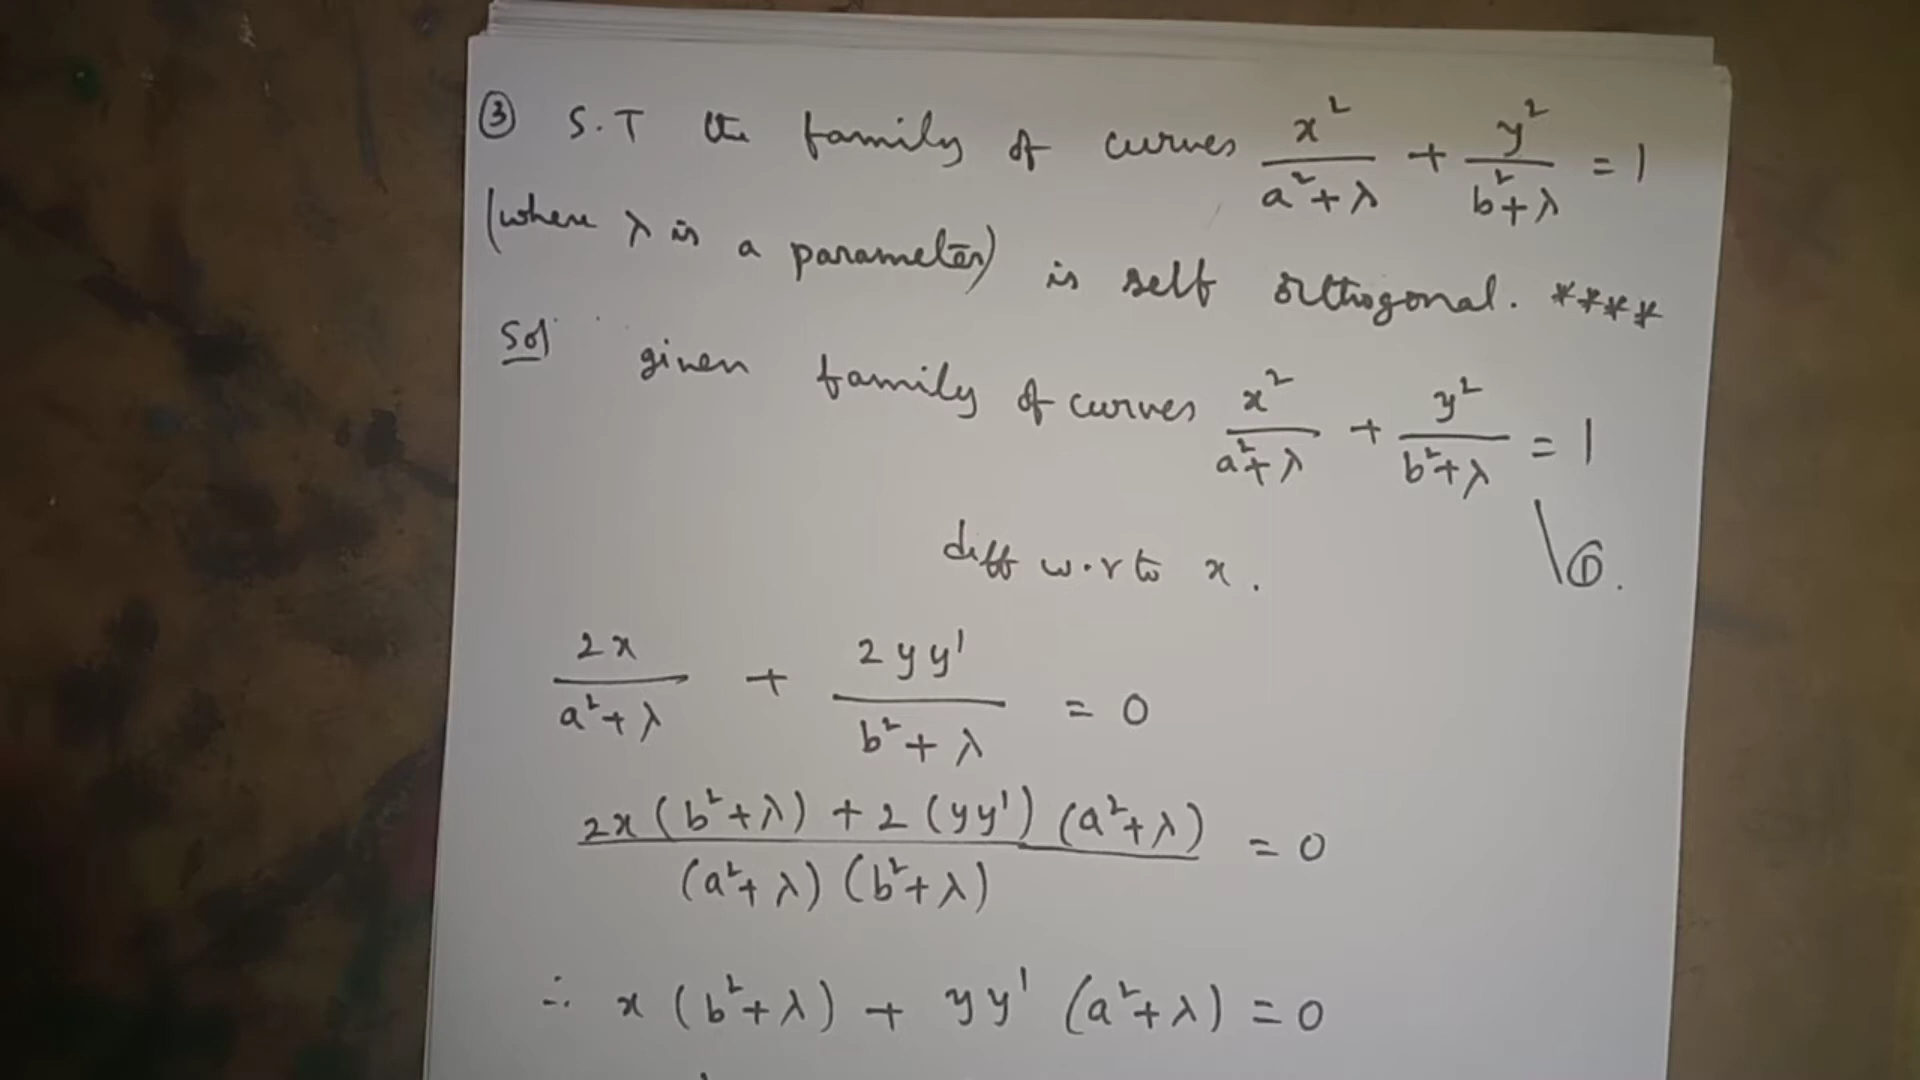 ③ S.T the family of curves x²/(a²+λ) + y²/(b²+λ) = 1
(where λ is a parameter) is self orthogonal. ****
Sol given family of curves x²/(a²+λ) + y²/(b²+λ) = 1
①.
diff w.r to x.
2x/(a²+λ) + 2yy'/(b²+λ) = 0
2x(b²+λ) + 2(yy')(a²+λ)/(a²+λ)(b²+λ) = 0
∴ x(b²+λ) + yy'(a²+λ) = 0